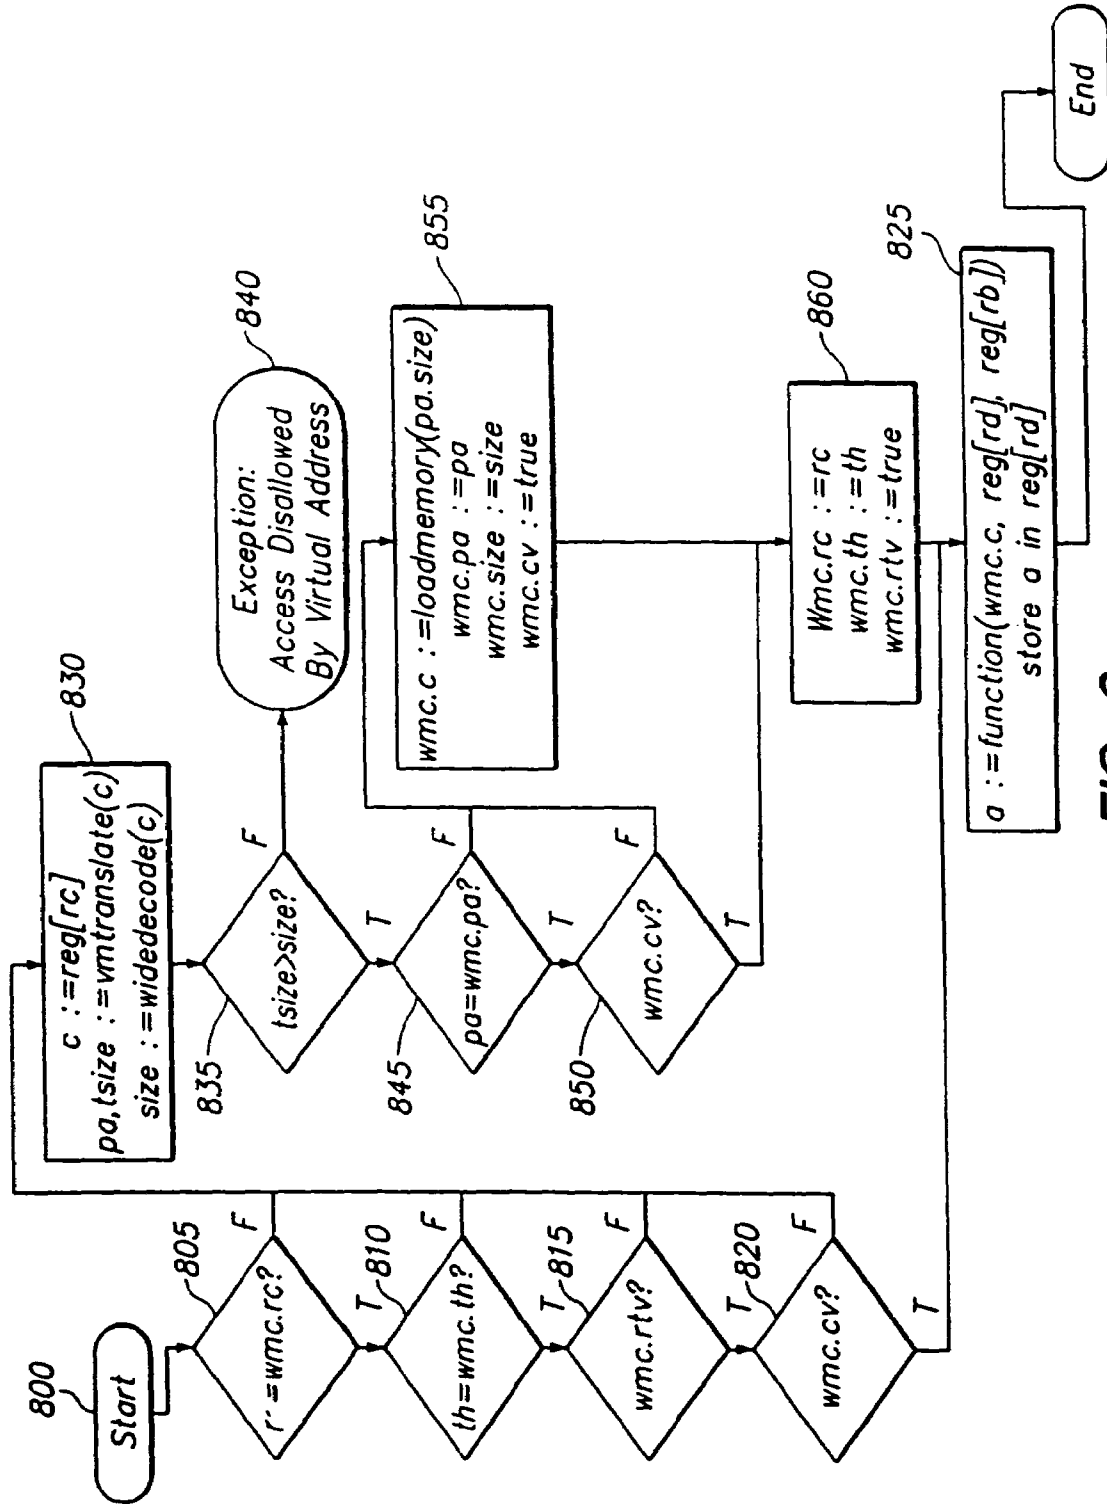 800
Start
805
r'=wmc.rc?
F
T
810
th=wmc.th?
F
T
815
wmc.rtv?
F
T
820
wmc.cv?
F
T
830
c :=reg[rc]
pa,tsize :=vmtranslate(c)
size :=widedecode(c)
835
tsize>size?
F
T
840
Exception:
Access Disallowed
By Virtual Address
845
pa=wmc.pa?
F
T
850
wmc.cv?
F
T
855
wmc.c :=loadmemory(pa.size)
wmc.pa :=pa
wmc.size :=size
wmc.cv :=true
860
Wmc.rc :=rc
wmc.th :=th
wmc.rtv :=true
825
a :=function(wmc.c, reg[rd], reg[rb])
store a in reg[rd]
End